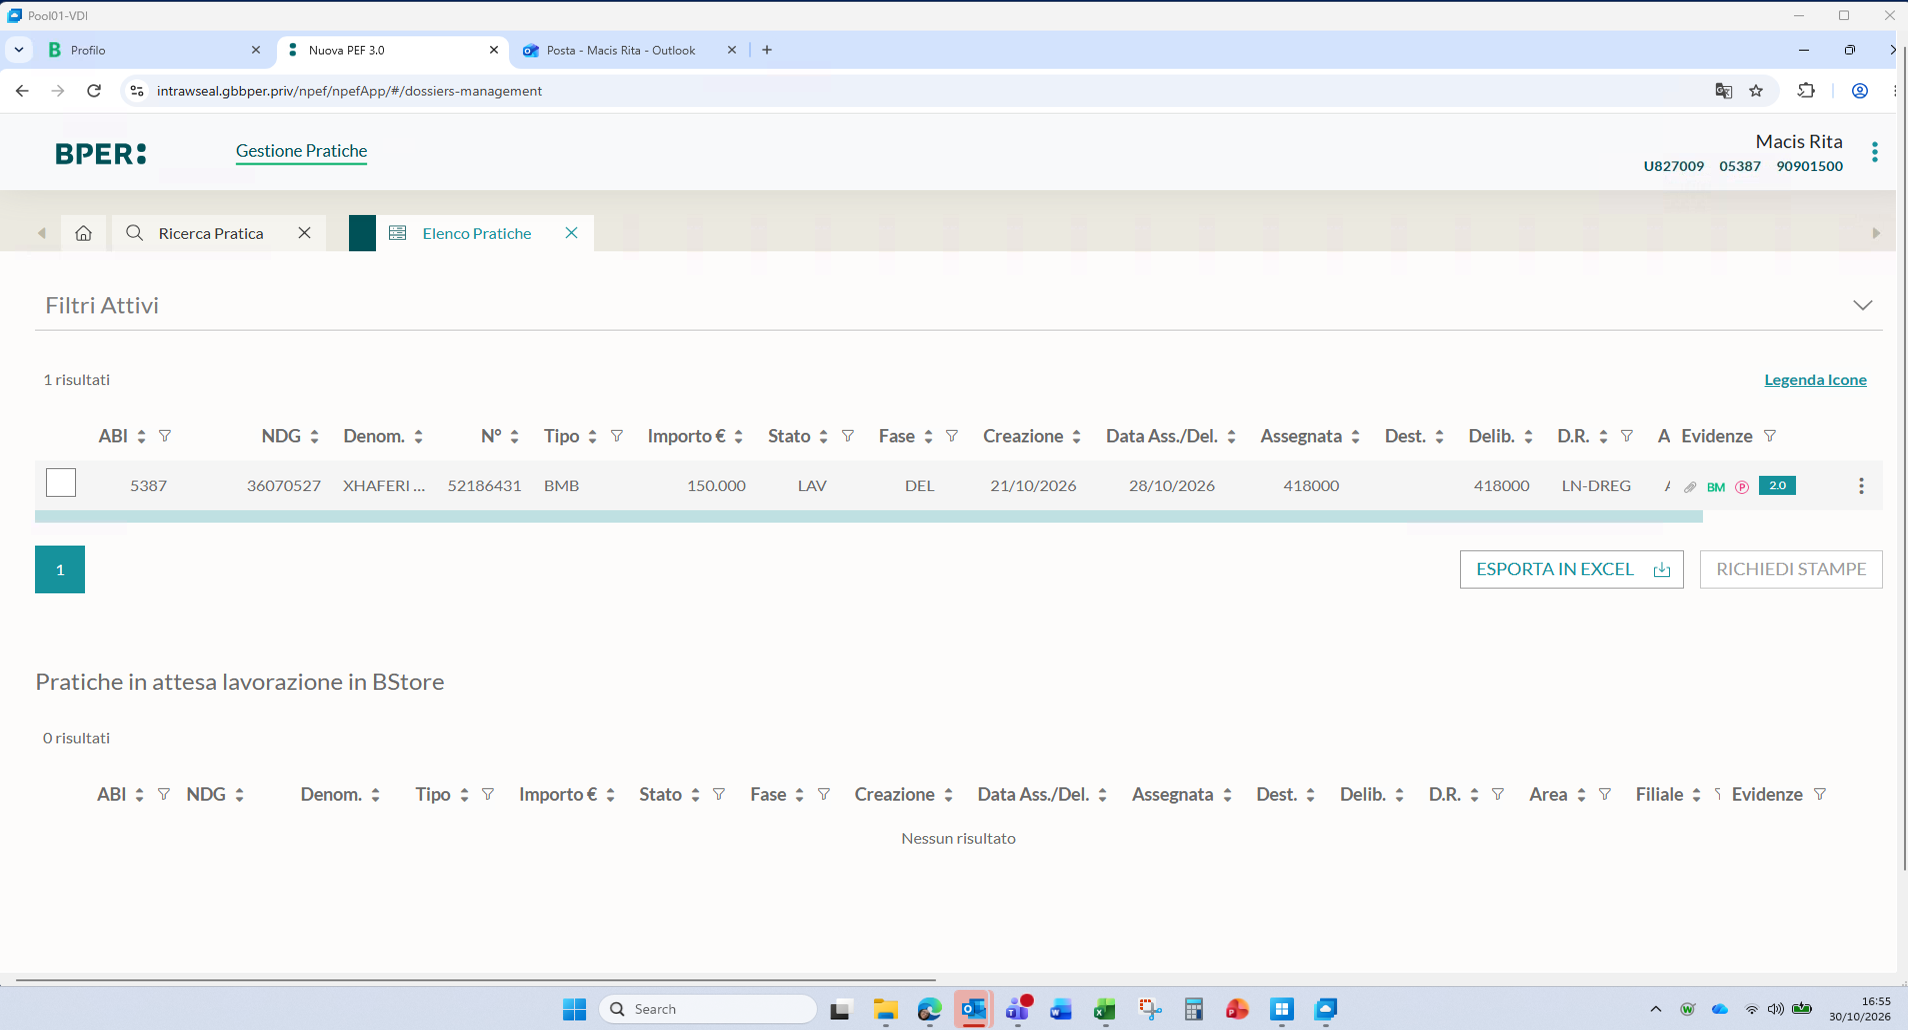 Pool01-VDI
Profilo
Nuova PEF 3.0
Posta - Macis Rita - Outlook
intrawseal.gbbper.priv/npef/npefApp/#/dossiers-management
BPER:
Gestione Pratiche
Macis Rita
U827009 05387 90901500
Ricerca Pratica
Elenco Pratiche
Filtri Attivi
1 risultati
Legenda Icone
ABI NDG Denom. N° Tipo Importo € Stato Fase Creazione Data Ass./Del. Assegnata Dest. Delib. D.R. A Evidenze
5387 36070527 XHAFERI ... 52186431 BMB 150.000 LAV DEL 21/10/2026 28/10/2026 418000 418000 LN-DREG BM P 2.0
1
ESPORTA IN EXCEL
RICHIEDI STAMPE
Pratiche in attesa lavorazione in BStore
0 risultati
ABI NDG Denom. Tipo Importo € Stato Fase Creazione Data Ass./Del. Assegnata Dest. Delib. D.R. Area Filiale Evidenze
Nessun risultato
Search
16:55
30/10/2026